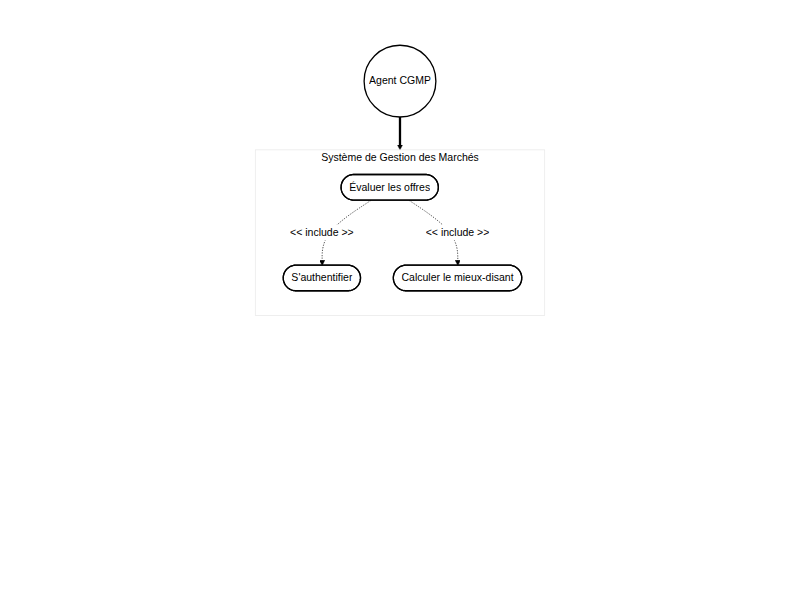 Agent CGMP
Système de Gestion des Marchés
Évaluer les offres
<< include >>
<< include >>
S'authentifier
Calculer le mieux-disant